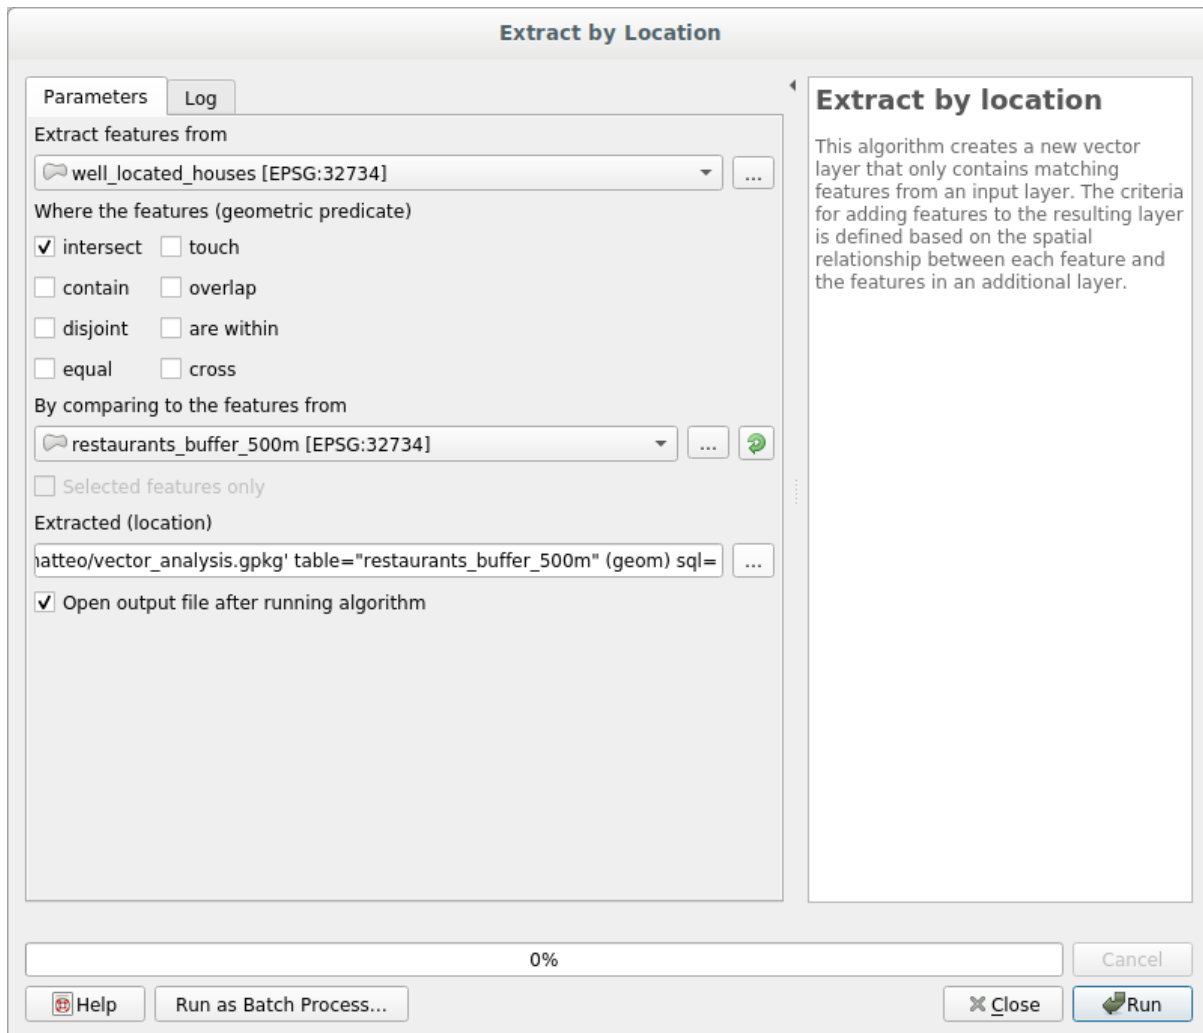 Extract by Location
Parameters
Log
Extract features from
well_located_houses [EPSG:32734]
...
Where the features (geometric predicate)
intersect
touch
contain
overlap
disjoint
are within
equal
cross
By comparing to the features from
restaurants_buffer_500m [EPSG:32734]
...
Selected features only
Extracted (location)
atteo/vector_analysis.gpkg' table="restaurants_buffer_500m" (geom) sql=
...
Open output file after running algorithm
Extract by location
This algorithm creates a new vector
layer that only contains matching
features from an input layer. The criteria
for adding features to the resulting layer
is defined based on the spatial
relationship between each feature and
the features in an additional layer.
0%
Cancel
Help
Run as Batch Process...
Close
Run